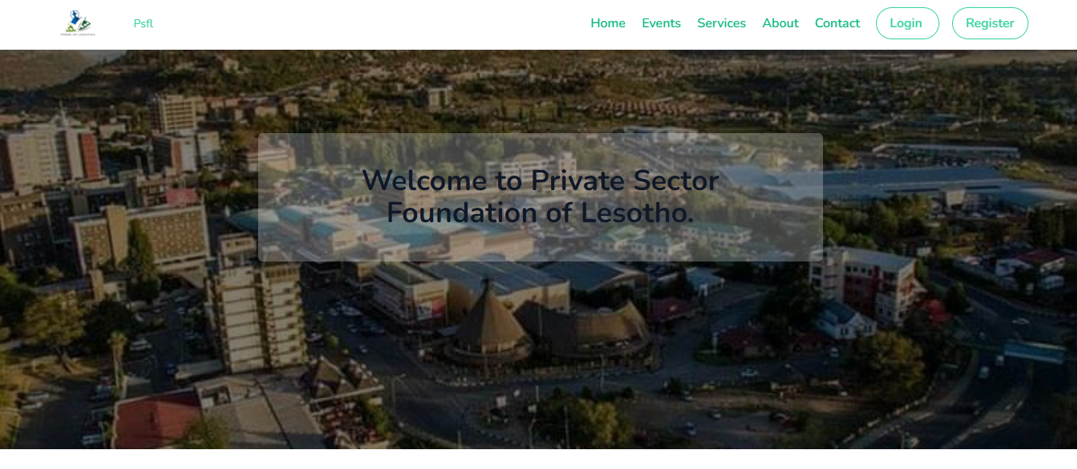 Psfl
Home Events Services About Contact Login Register
Welcome to Private Sector
Foundation of Lesotho.